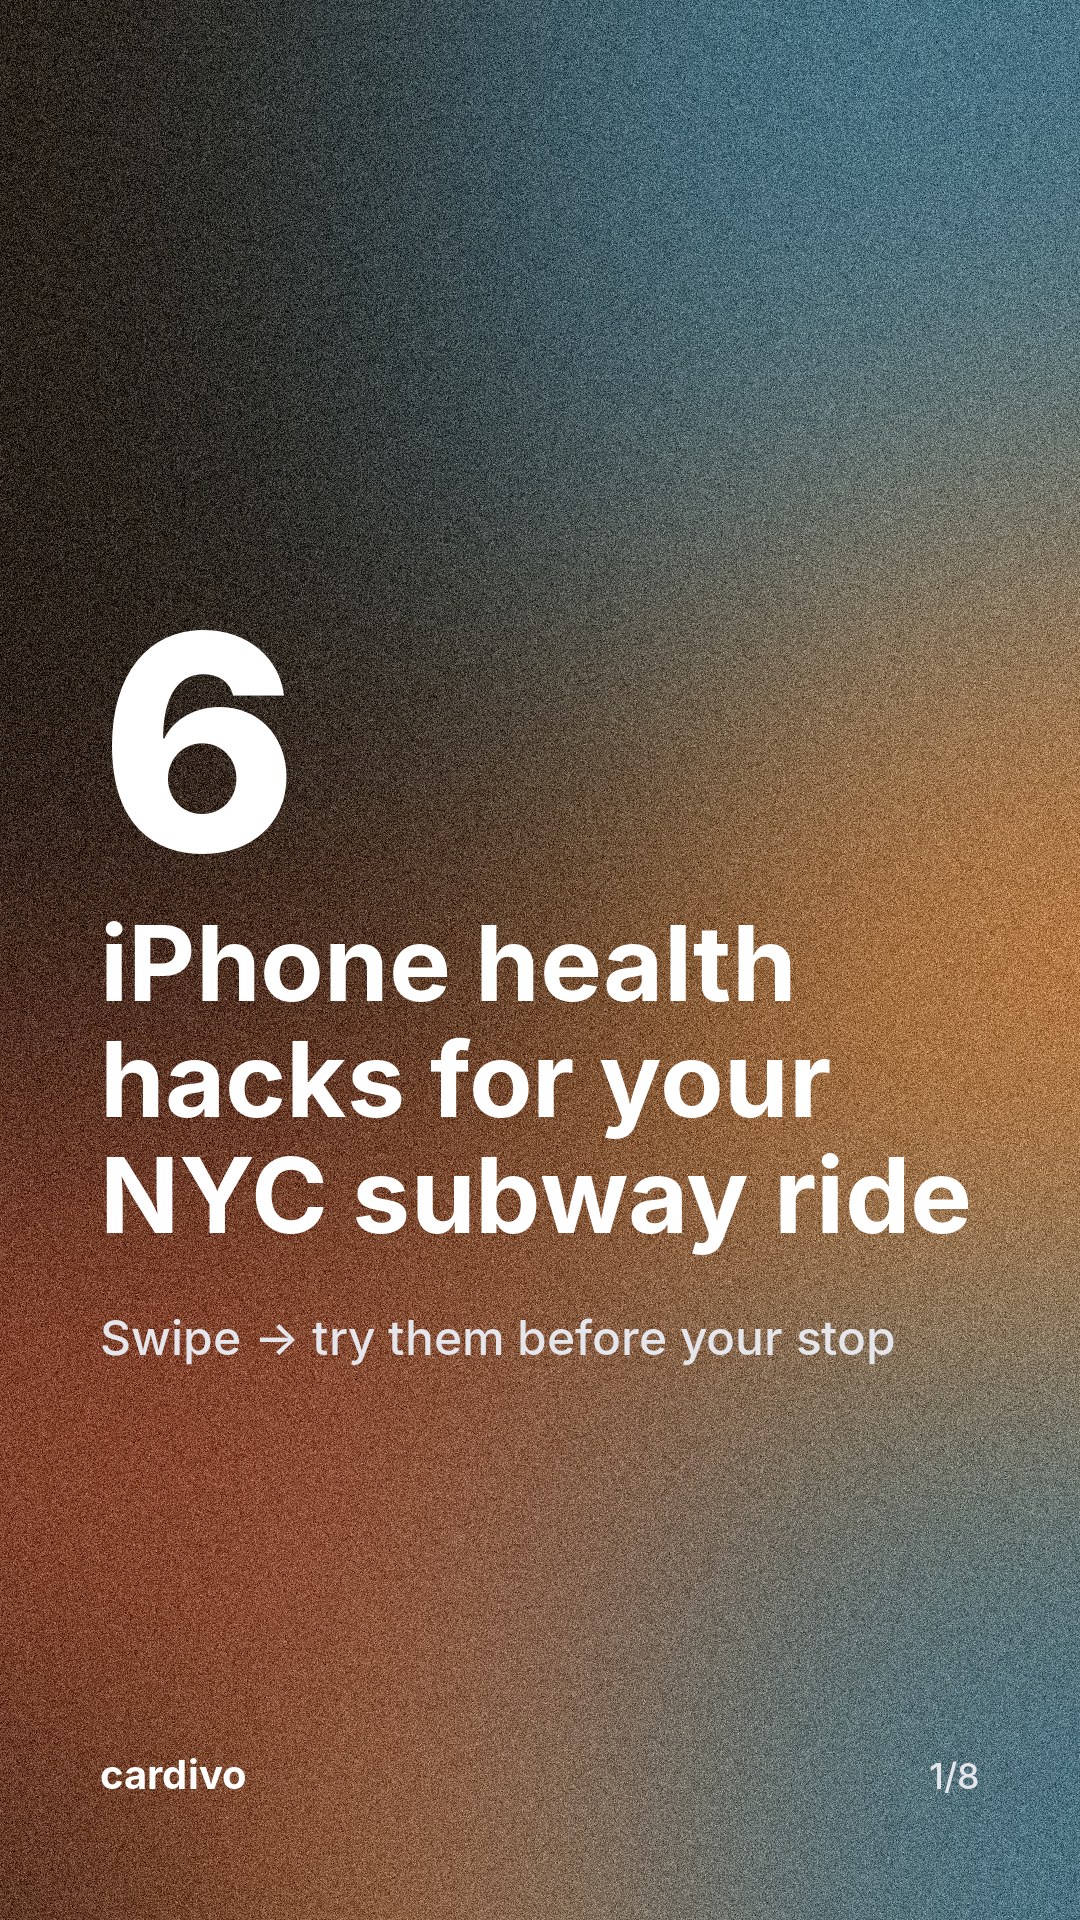 6
iPhone health
hacks for your
NYC subway ride
Swipe → try them before your stop
cardivo
1/8